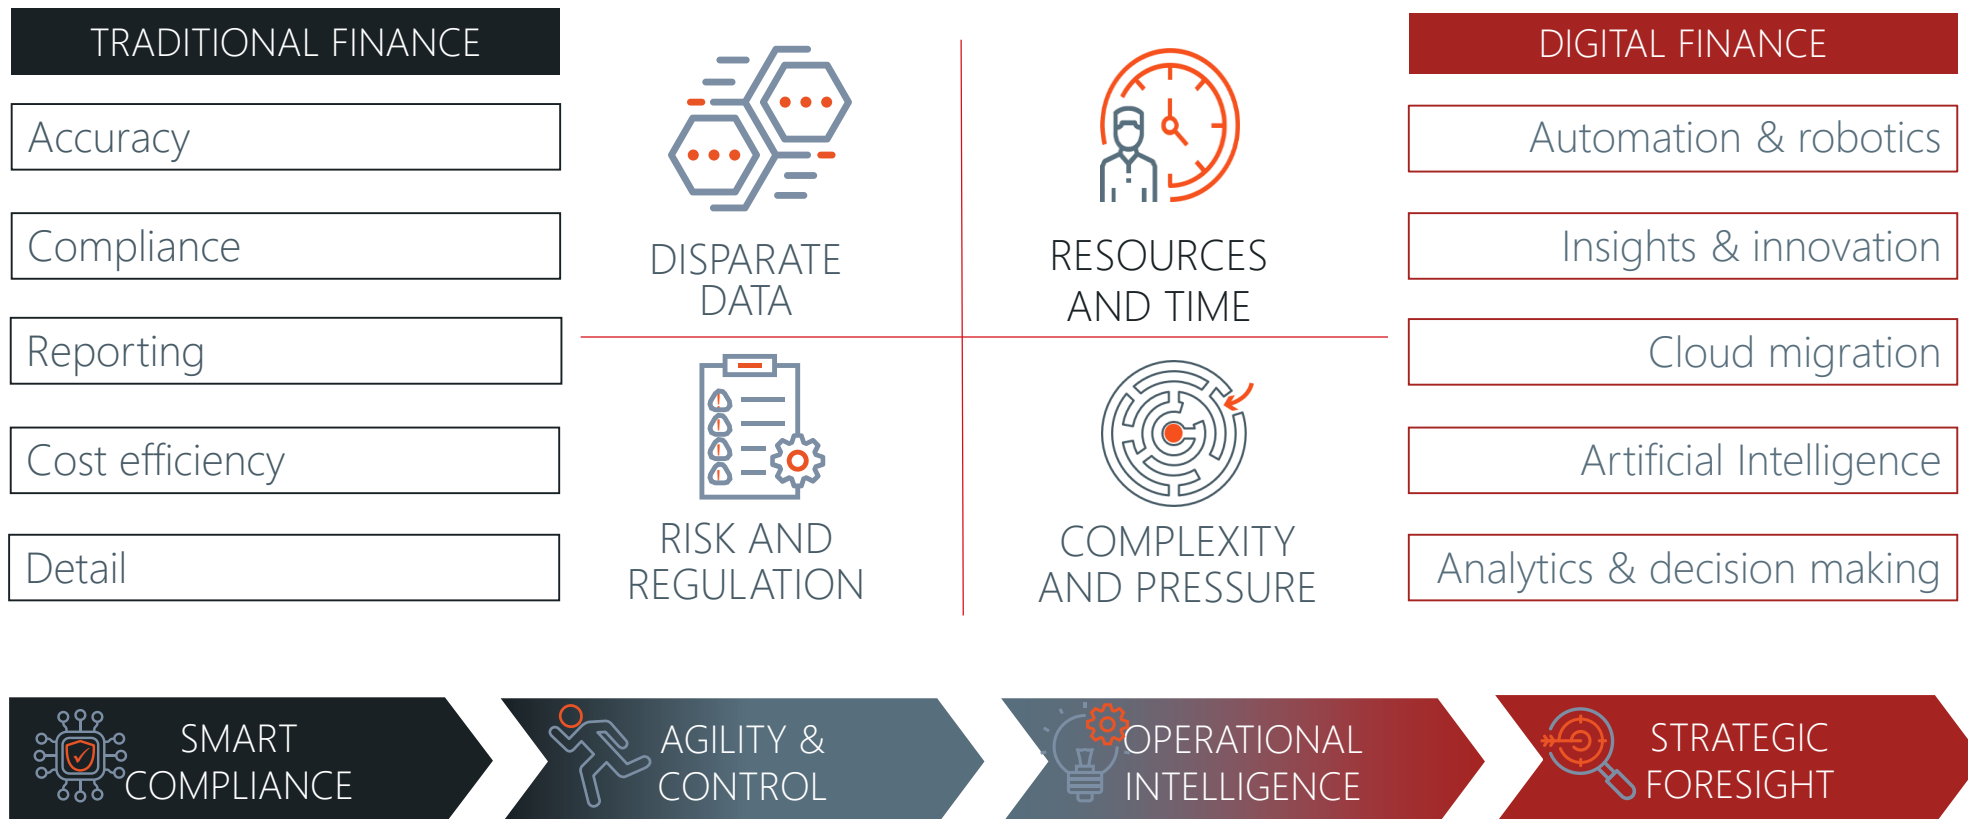 TRADITIONAL FINANCE
Accuracy
Compliance
Reporting
Cost efficiency
Detail
DISPARATE
DATA
RESOURCES
AND TIME
RISK AND
REGULATION
COMPLEXITY
AND PRESSURE
DIGITAL FINANCE
Automation & robotics
Insights & innovation
Cloud migration
Artificial Intelligence
Analytics & decision making
SMART
COMPLIANCE
AGILITY &
CONTROL
OPERATIONAL
INTELLIGENCE
STRATEGIC
FORESIGHT